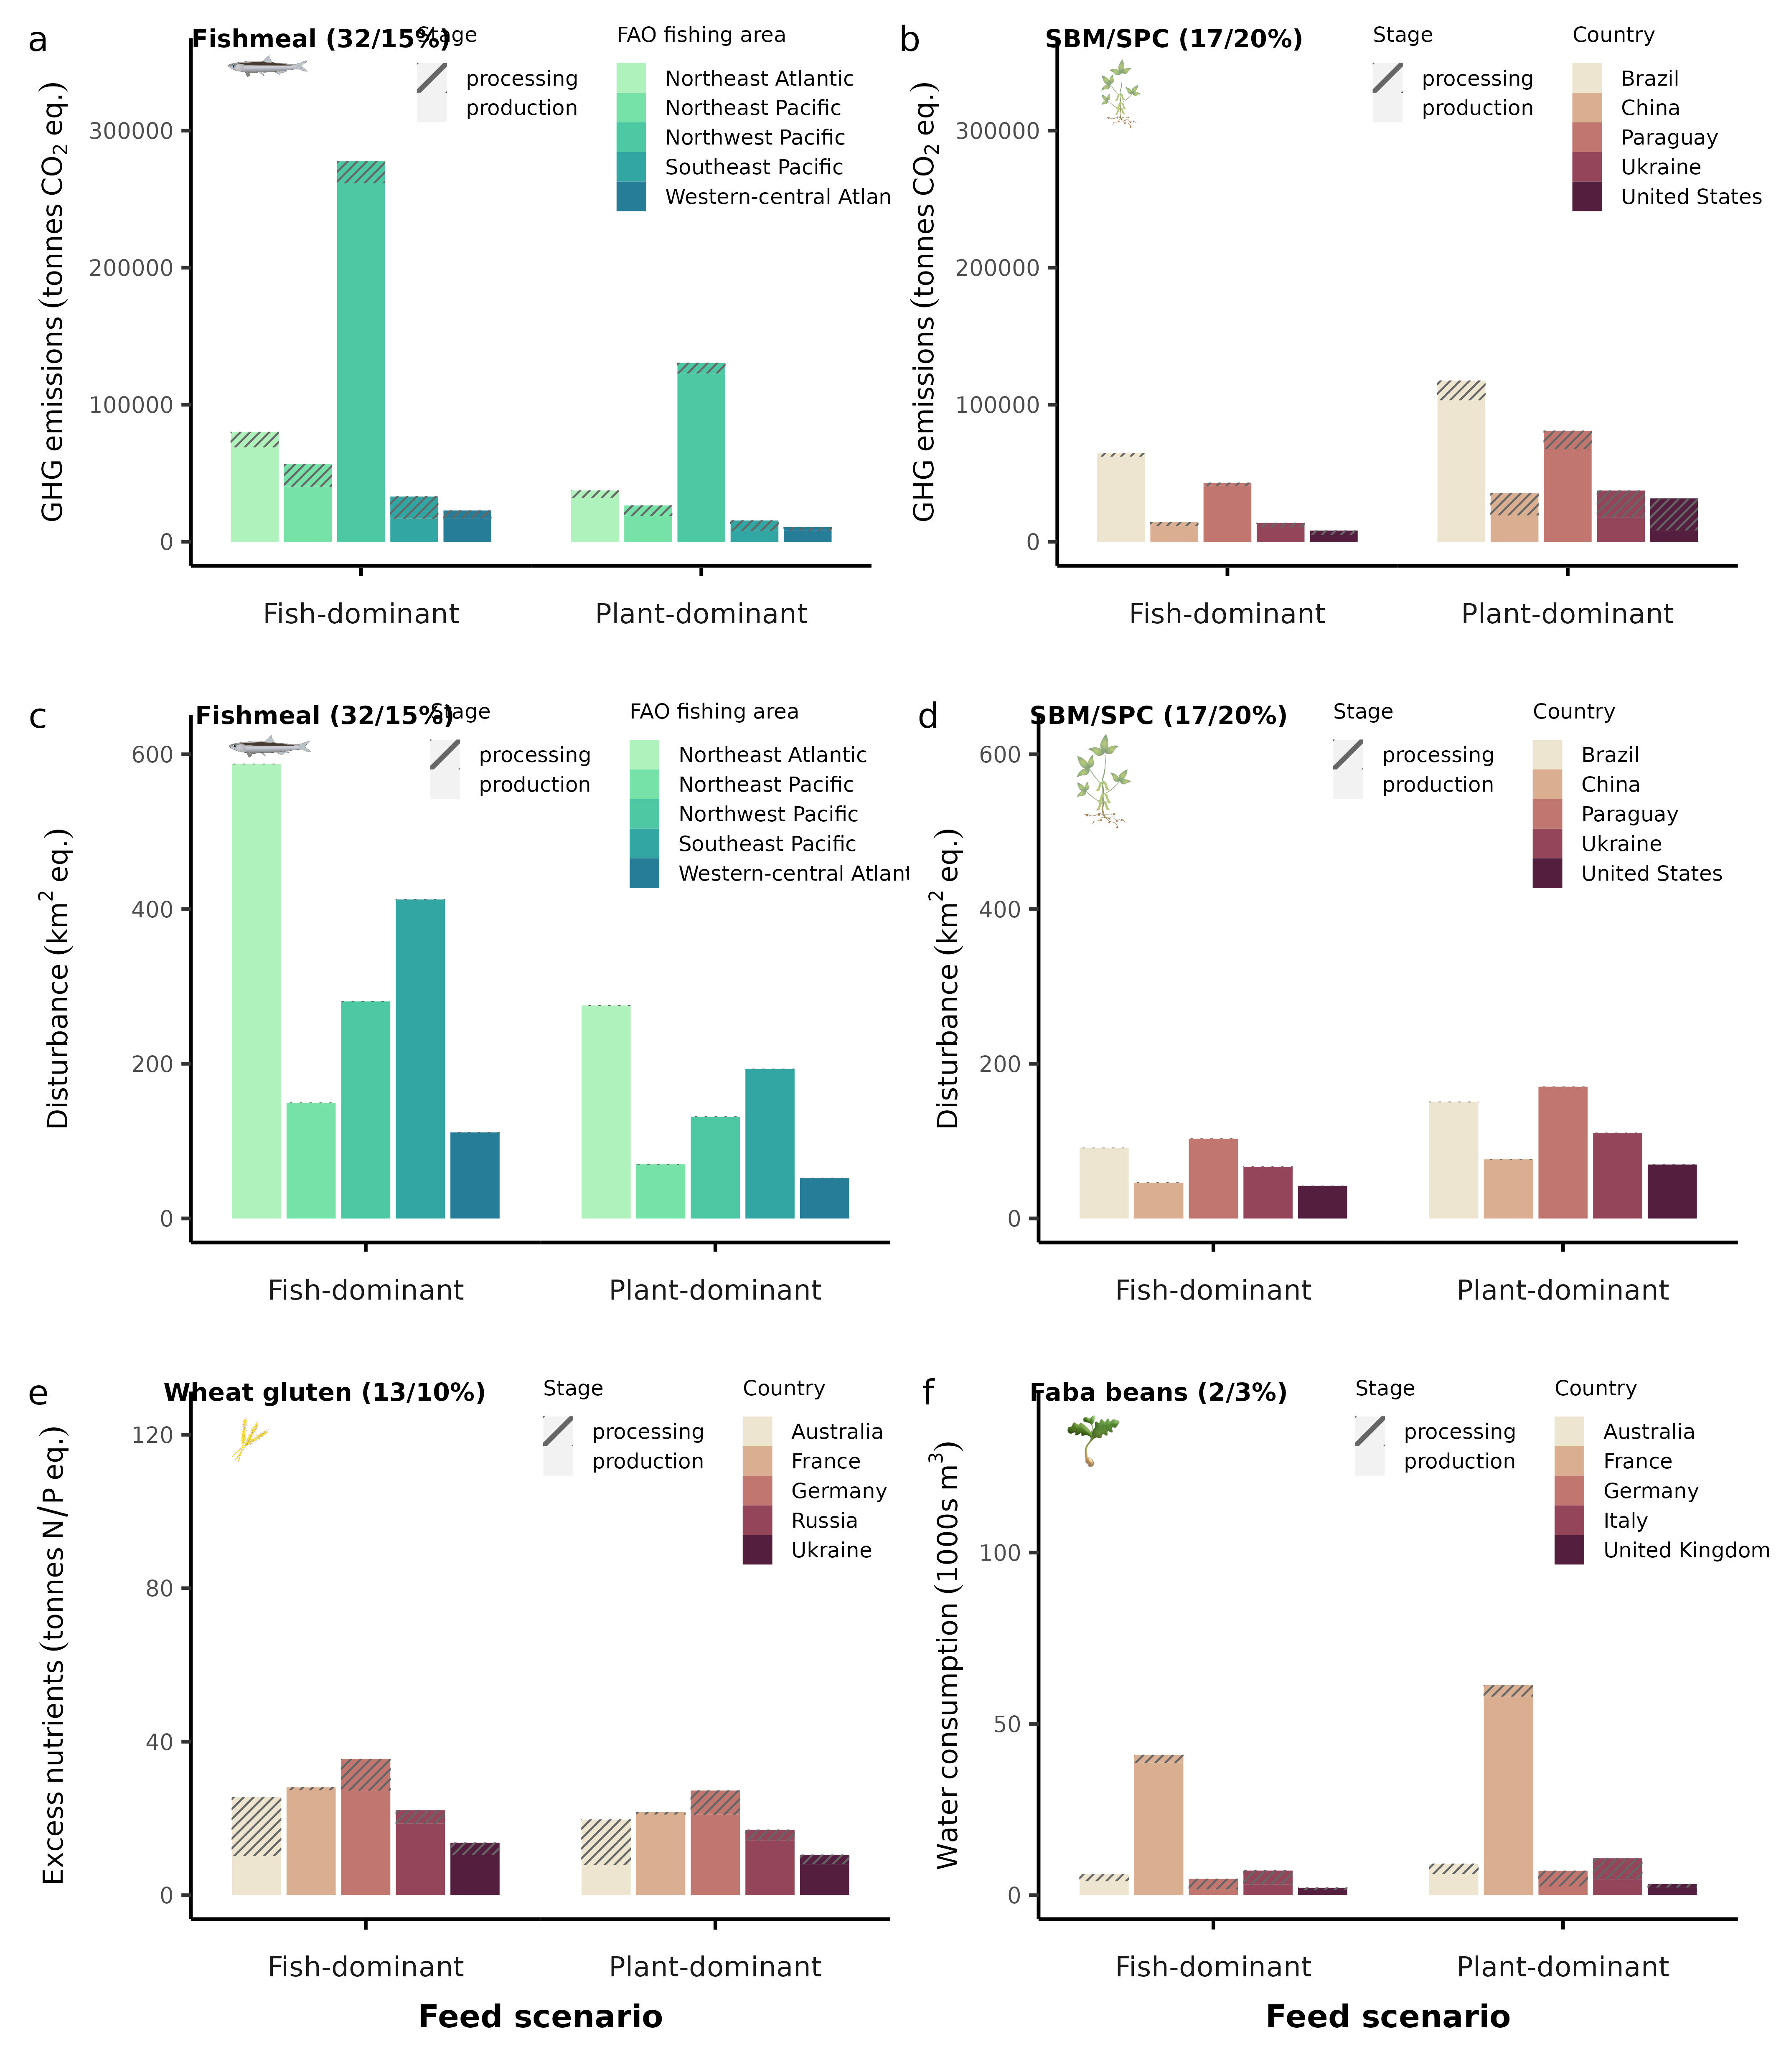 a
Fishmeal (32/15%)
Stage
processing
production
FAO fishing area
Northeast Atlantic
Northeast Pacific
Northwest Pacific
Southeast Pacific
Western-central Atlan
GHG emissions (tonnes CO2 eq.)
300000
200000
100000
0
Fish-dominant
Plant-dominant
b
SBM/SPC (17/20%)
Stage
processing
production
Country
Brazil
China
Paraguay
Ukraine
United States
GHG emissions (tonnes CO2 eq.)
300000
200000
100000
0
Fish-dominant
Plant-dominant
c
Fishmeal (32/15%)
Stage
processing
production
FAO fishing area
Northeast Atlantic
Northeast Pacific
Northwest Pacific
Southeast Pacific
Western-central Atlant
Disturbance (km2 eq.)
600
400
200
0
Fish-dominant
Plant-dominant
d
SBM/SPC (17/20%)
Stage
processing
production
Country
Brazil
China
Paraguay
Ukraine
United States
Disturbance (km2 eq.)
600
400
200
0
Fish-dominant
Plant-dominant
e
Wheat gluten (13/10%)
Stage
processing
production
Country
Australia
France
Germany
Russia
Ukraine
Excess nutrients (tonnes N/P eq.)
120
80
40
0
Fish-dominant
Plant-dominant
Feed scenario
f
Faba beans (2/3%)
Stage
processing
production
Country
Australia
France
Germany
Italy
United Kingdom
Water consumption (1000s m3)
100
50
0
Fish-dominant
Plant-dominant
Feed scenario